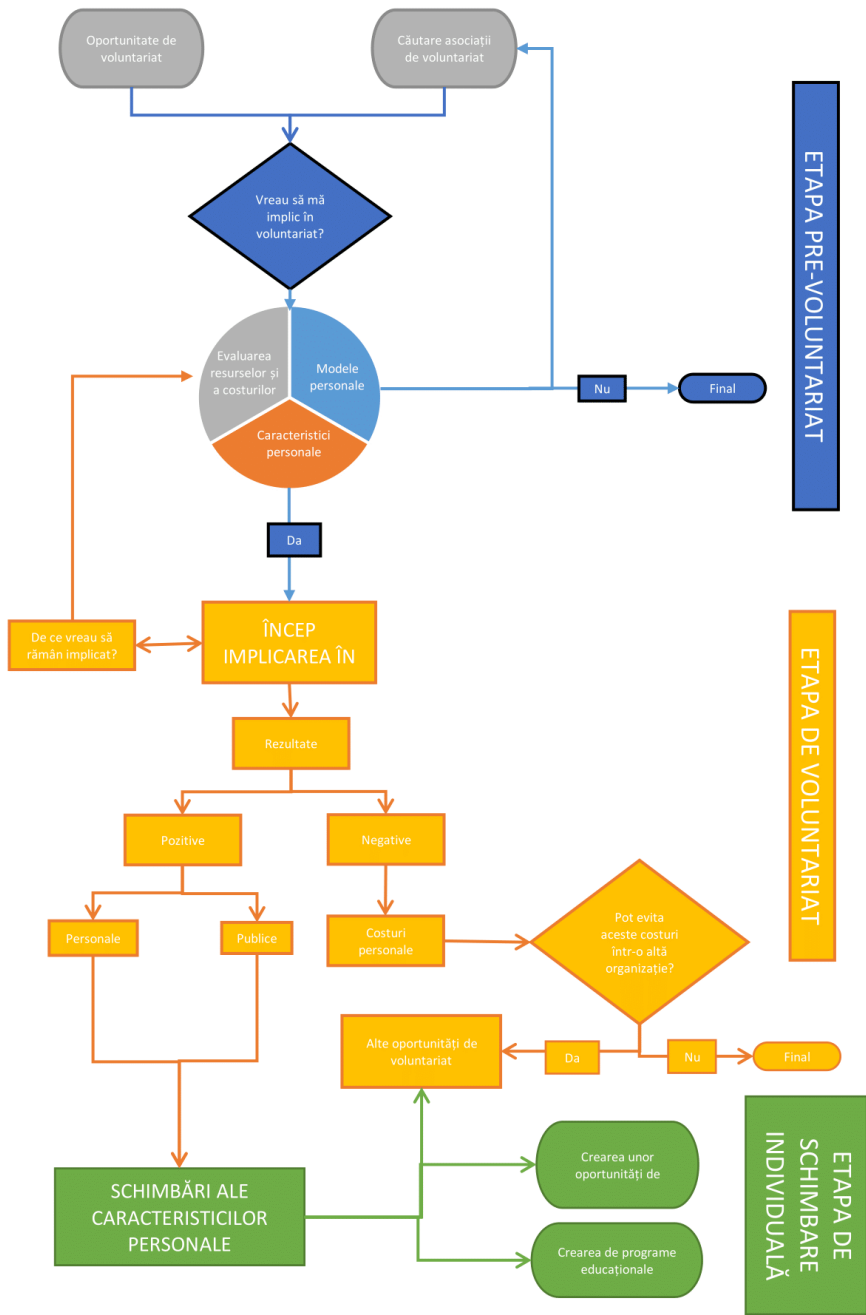 Oportunitate de
voluntariat
Căutare asociații
de voluntariat
ETAPA PRE-VOLUNTARIAT
Vreau să mă
implic în
voluntariat?
Evaluarea
resurselor și
a costurilor
Modele
personale
Caracteristici
personale
Nu
Final
Da
De ce vreau să
rămân implicat?
ÎNCEP
IMPLICAREA ÎN
ETAPA DE VOLUNTARIAT
Rezultate
Pozitive
Negative
Personale
Publice
Costuri
personale
Pot evita
aceste costuri
într-o altă
organizație?
Alte oportunități de
voluntariat
Da
Nu
Final
ETAPA DE
SCHIMBARE
INDIVIDUALĂ
Crearea unor
oportunități de
SCHIMBĂRI ALE
CARACTERISTICILOR
PERSONALE
Crearea de programe
educaționale